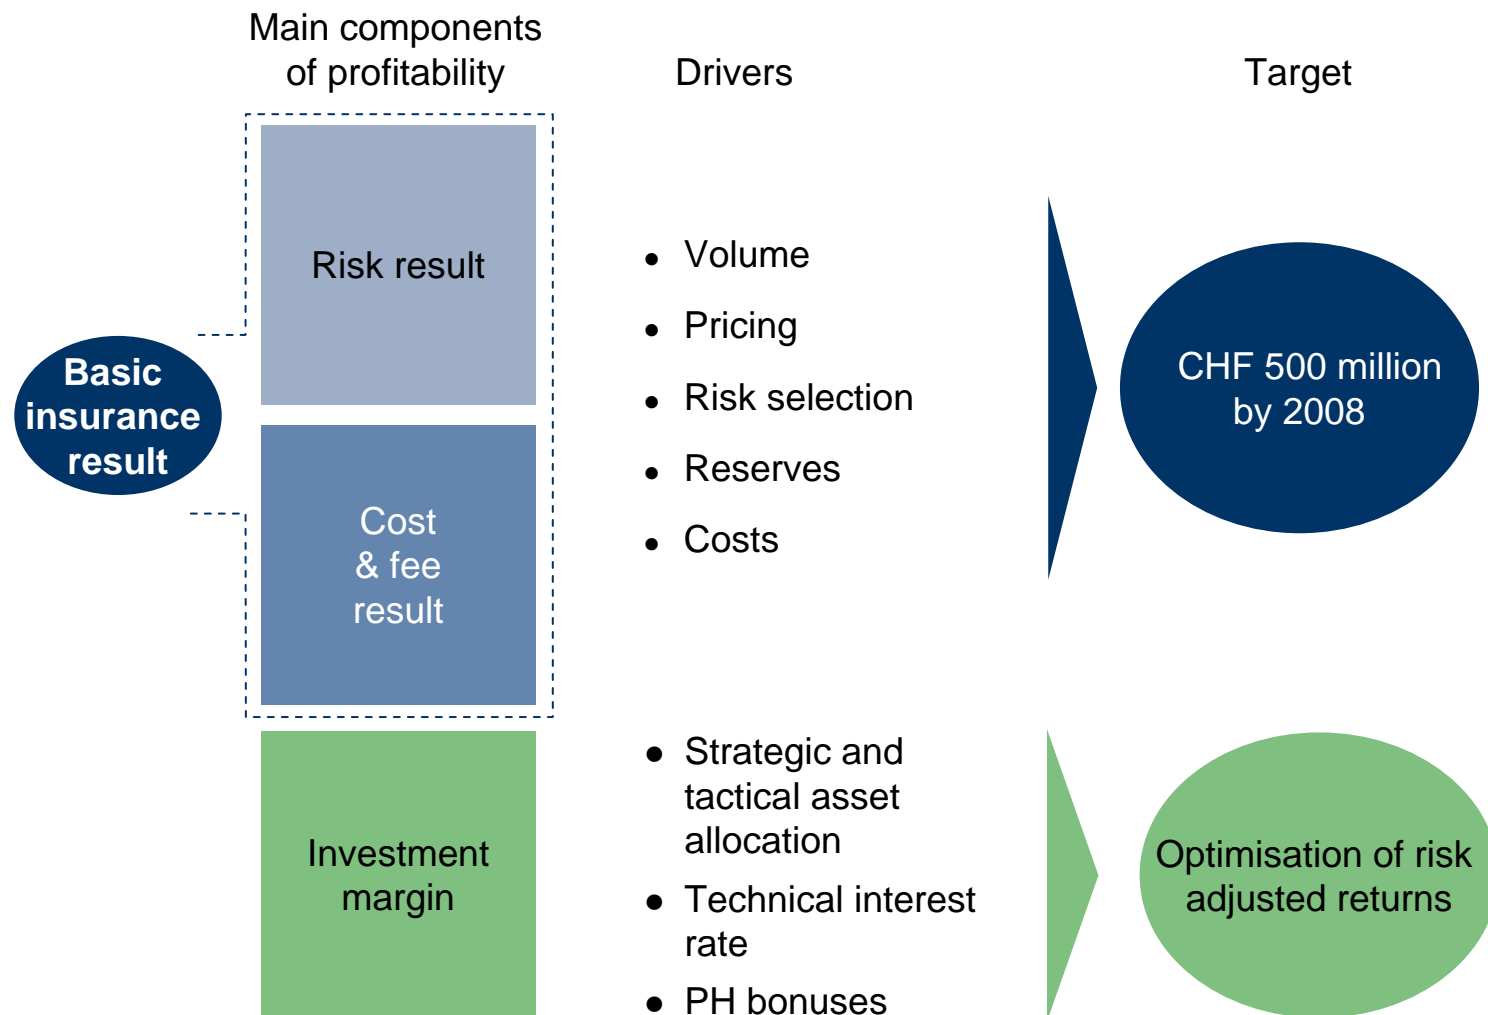 Main components
of profitability
Drivers
Target
Risk result
Basic
insurance
result
Cost
& fee
result
• Volume
• Pricing
• Risk selection
• Reserves
• Costs
CHF 500 million
by 2008
Investment
margin
• Strategic and
tactical asset
allocation
• Technical interest
rate
• PH bonuses
Optimisation of risk
adjusted returns